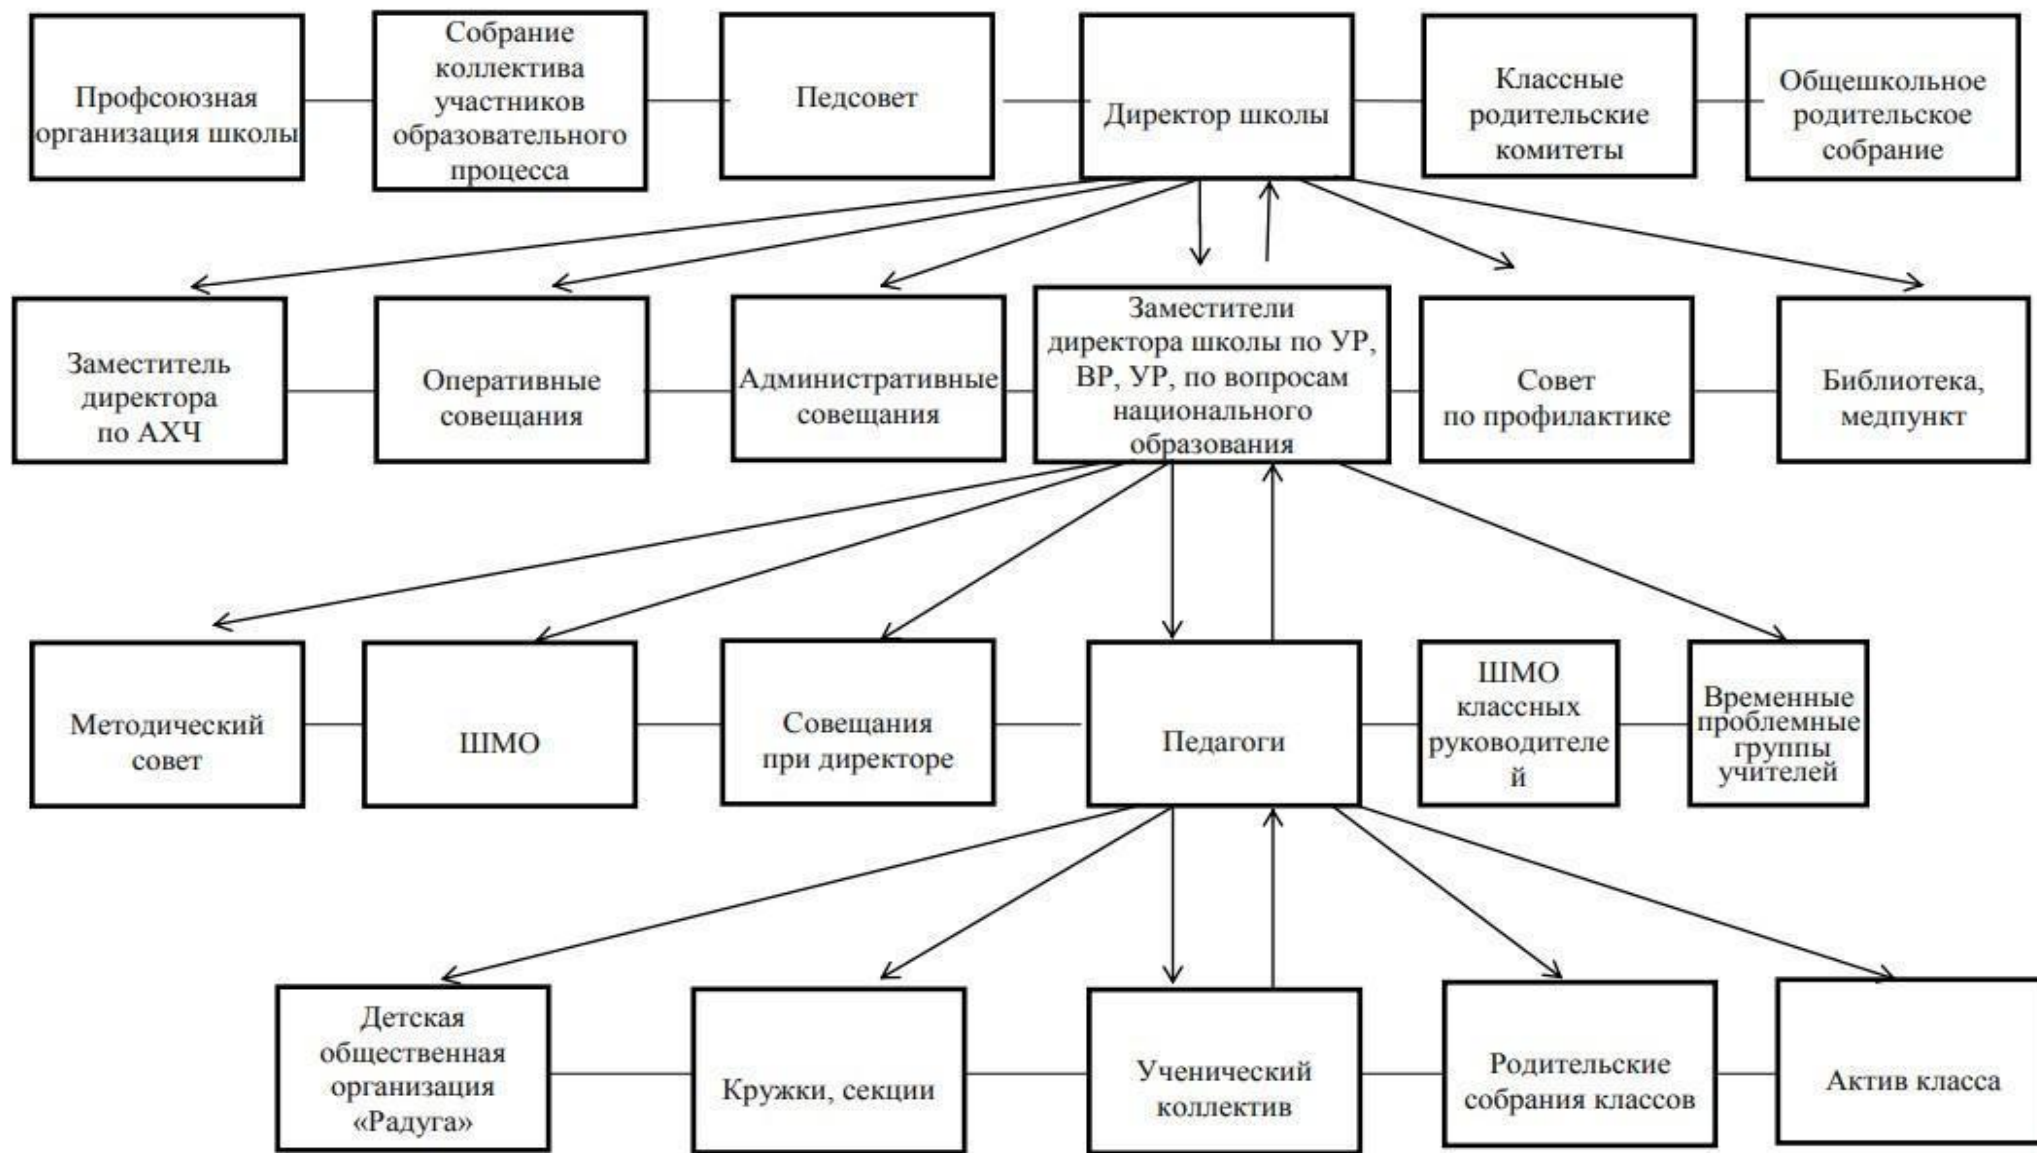 Профсоюзная
организация школы
Собрание
коллектива
участников
образовательного
процесса
Педсовет
Директор школы
Классные
родительские
комитеты
Общешкольное
родительское
собрание
Заместитель
директора
по АХЧ
Оперативные
совещания
Административные
совещания
Заместители
директора школы по УР,
ВР, УР, по вопросам
национального
образования
Совет
по профилактике
Библиотека,
медпункт
Методический
совет
ШМО
Совещания
при директоре
Педагоги
ШМО
классных
руководителе
й
Временные
проблемные
группы
учителей
Детская
общественная
организация
«Радуга»
Кружки, секции
Ученический
коллектив
Родительские
собрания классов
Актив класса